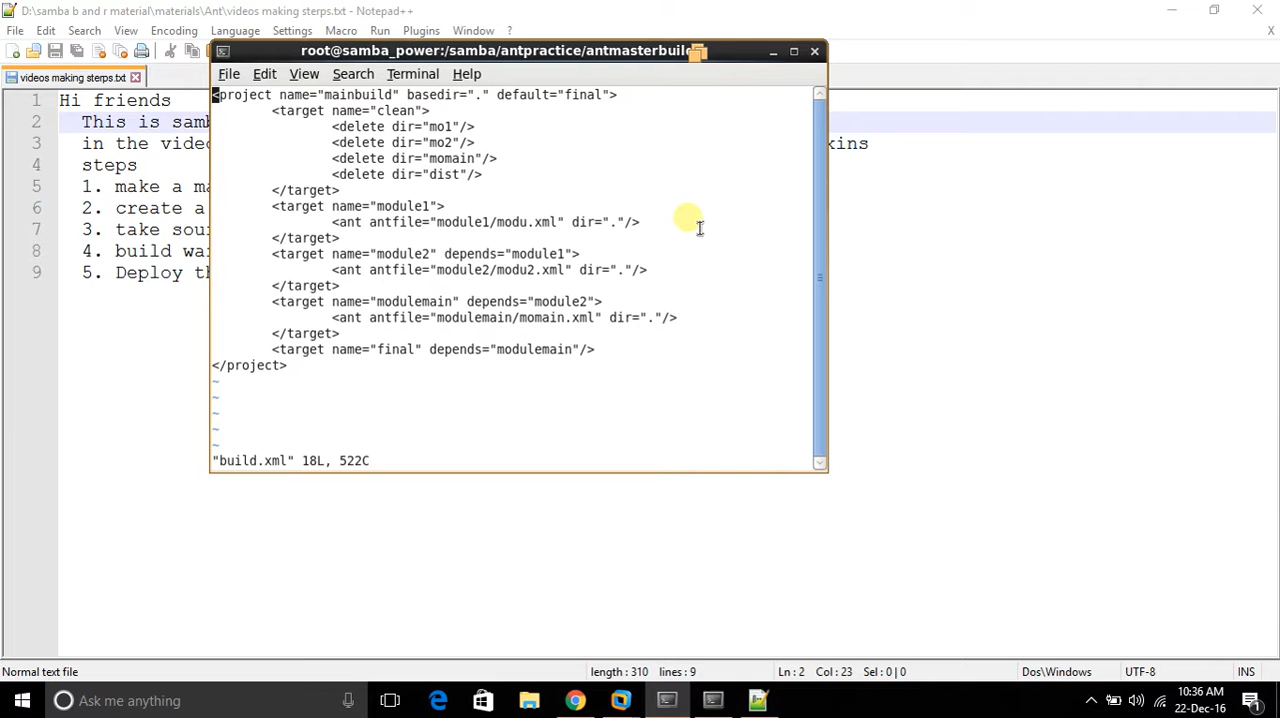 D:\samba b and r material\materials\Ant\videos making sterps.txt - Notepad++
File Edit Search View Encoding Language Settings Macro Run Plugins Window ?
videos making sterps.txt
1 Hi friends
2 This is samb
3 in the videc kins
steps
5 1. make a ma
6 2. create a
7 3. take sour
8 4. build war
9 5. Deploy th
root@samba_power:/samba/antpractice/antmasterbuild
File Edit View Search Terminal Help
<project name="mainbuild" basedir="." default="final">
<target name="clean">
<delete dir="mo1"/>
<delete dir="mo2"/>
<delete dir="momain"/>
<delete dir="dist"/>
</target>
<target name="module1">
<ant antfile="module1/modu.xml" dir="."/>
</target>
<target name="module2" depends="module1">
<ant antfile="module2/modu2.xml" dir="."/>
</target>
<target name="modulemain" depends="module2">
<ant antfile="modulemain/momain.xml" dir="."/>
</target>
<target name="final" depends="modulemain"/>
</project>
~
~
~
~
~
"build.xml" 18L, 522C
Normal text file length : 310 lines : 9 Ln : 2 Col : 23 Sel : 0 | 0 Dos\Windows UTF-8 INS
Ask me anything
10:36 AM
22-Dec-16
1